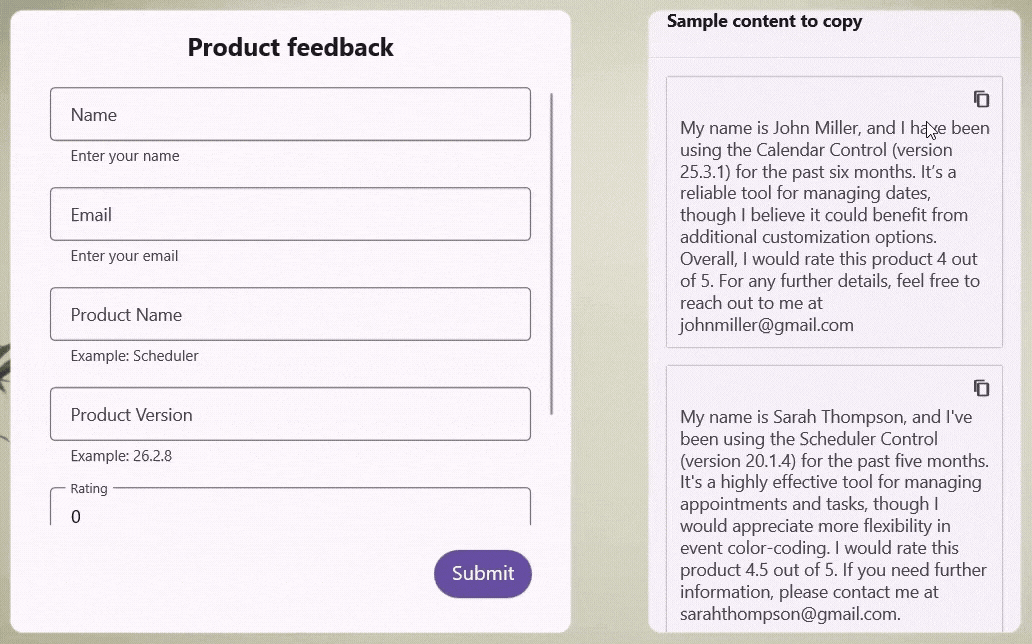 Product feedback
Name
Enter your name
Email
Enter your email
Product Name
Example: Scheduler
Product Version
Example: 26.2.8
Rating
0
Submit
Sample content to copy
My name is John Miller, and I have been
using the Calendar Control (version
25.3.1) for the past six months. It’s a
reliable tool for managing dates,
though I believe it could benefit from
additional customization options.
Overall, I would rate this product 4 out
of 5. For any further details, feel free to
reach out to me at
johnmiller@gmail.com
My name is Sarah Thompson, and I've
been using the Scheduler Control
(version 20.1.4) for the past five months.
It's a highly effective tool for managing
appointments and tasks, though I
would appreciate more flexibility in
event color-coding. I would rate this
product 4.5 out of 5. If you need further
information, please contact me at
sarahthompson@gmail.com.